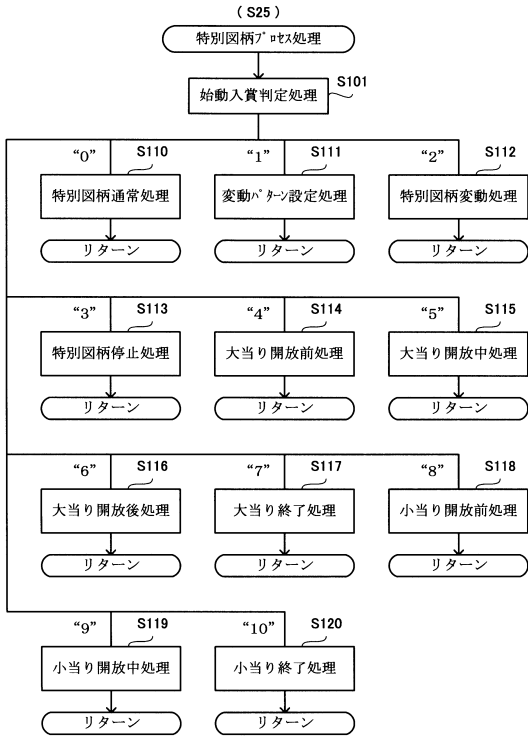 (S25)
特別図柄プロセス処理
S101
始動入賞判定処理
“0” S110 “1” S111 “2” S112
特別図柄通常処理 変動パターン設定処理 特別図柄変動処理
リターン リターン リターン
“3” S113 “4” S114 “5” S115
特別図柄停止処理 大当り開放前処理 大当り開放中処理
リターン リターン リターン
“6” S116 “7” S117 “8” S118
大当り開放後処理 大当り終了処理 小当り開放前処理
リターン リターン リターン
“9” S119 “10” S120
小当り開放中処理 小当り終了処理
リターン リターン